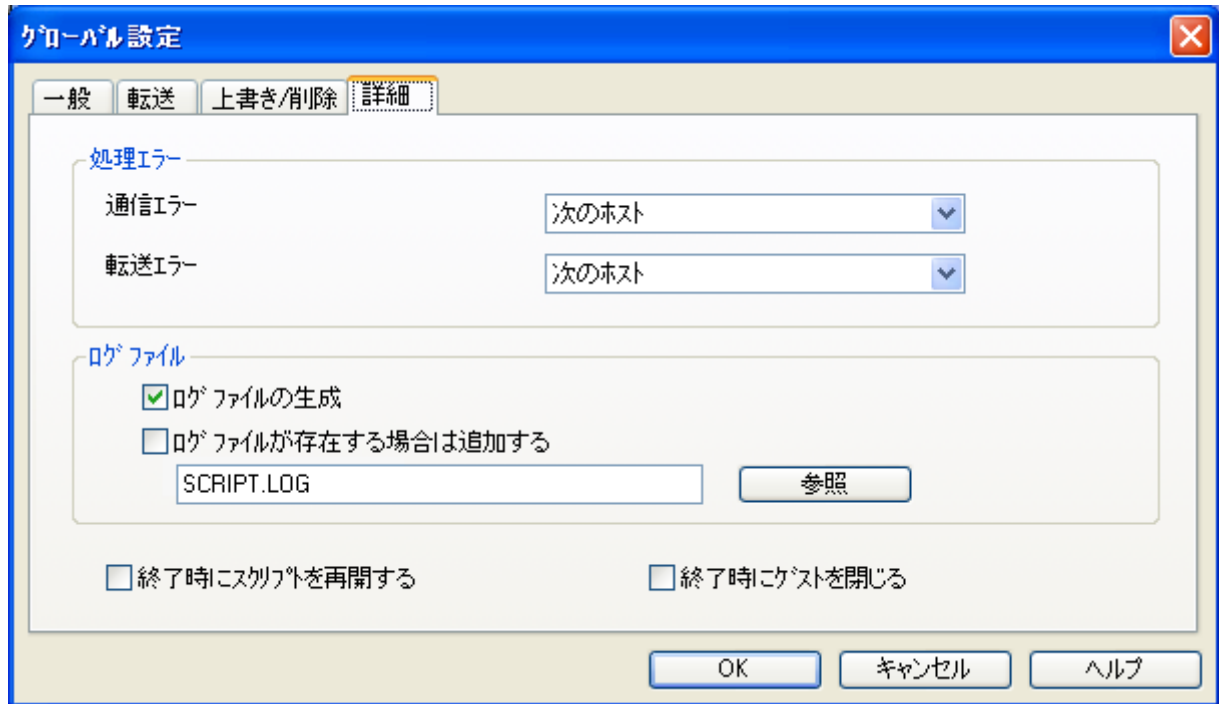 ｸﾞﾛｰﾊﾞﾙ設定
一般 転送 上書き/削除 詳細
処理ｴﾗｰ
通信ｴﾗｰ 次のﾎｽﾄ
転送ｴﾗｰ 次のﾎｽﾄ
ﾛｸﾞﾌｧｲﾙ
ﾛｸﾞﾌｧｲﾙの生成
ﾛｸﾞﾌｧｲﾙが存在する場合は追加する
SCRIPT.LOG 参照
終了時にｽｸﾘﾌﾟﾄを再開する 終了時にｹﾞｽﾄを閉じる
OK キャンセル ヘルプ